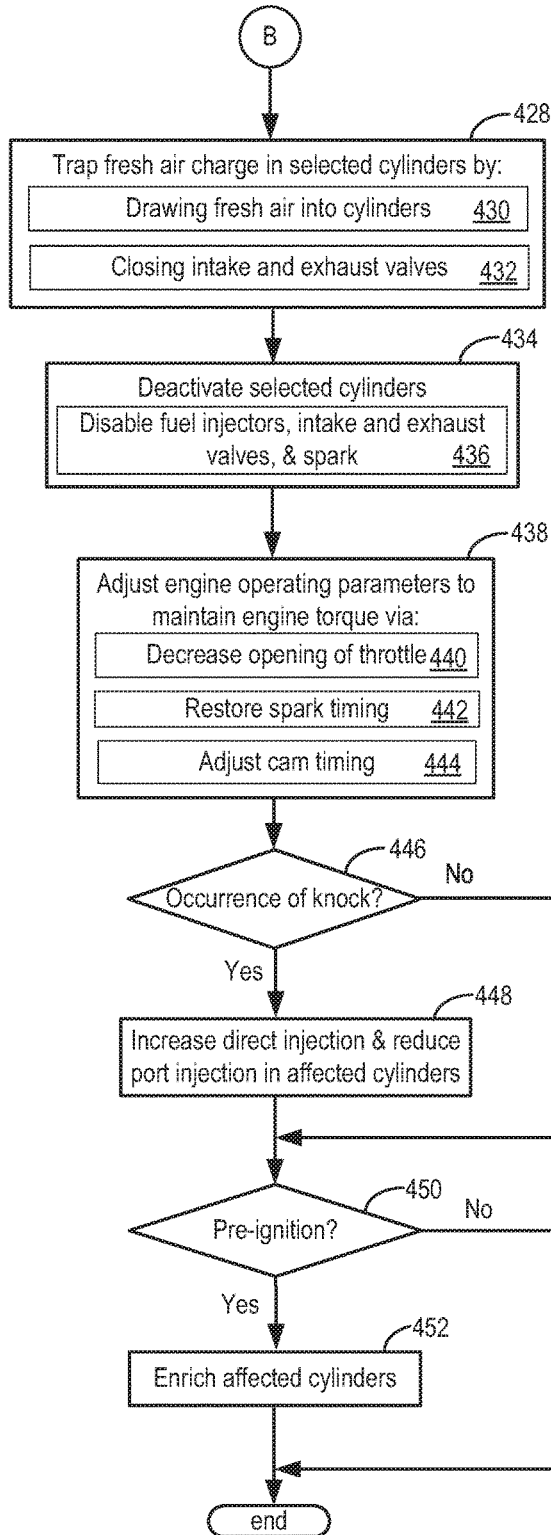 B
428
Trap fresh air charge in selected cylinders by:
Drawing fresh air into cylinders 430
Closing intake and exhaust valves 432
434
Deactivate selected cylinders
Disable fuel injectors, intake and exhaust
valves, & spark 436
438
Adjust engine operating parameters to
maintain engine torque via:
Decrease opening of throttle 440
Restore spark timing 442
Adjust cam timing 444
446
Occurrence of knock?
No
Yes
448
Increase direct injection & reduce
port injection in affected cylinders
450
Pre-ignition?
No
Yes
452
Enrich affected cylinders
end